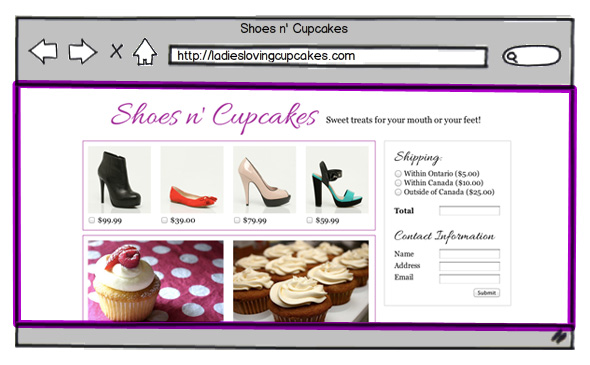 Shoes n' Cupcakes
http://ladieslovingcupcakes.com
Shoes n' Cupcakes Sweet treats for your mouth or your feet!
$99.99 $39.00 $79.99 $59.99
Shipping:
Within Ontario ($5.00)
Within Canada ($10.00)
Outside of Canada ($25.00)
Total
Contact Information
Name
Address
Email
Submit